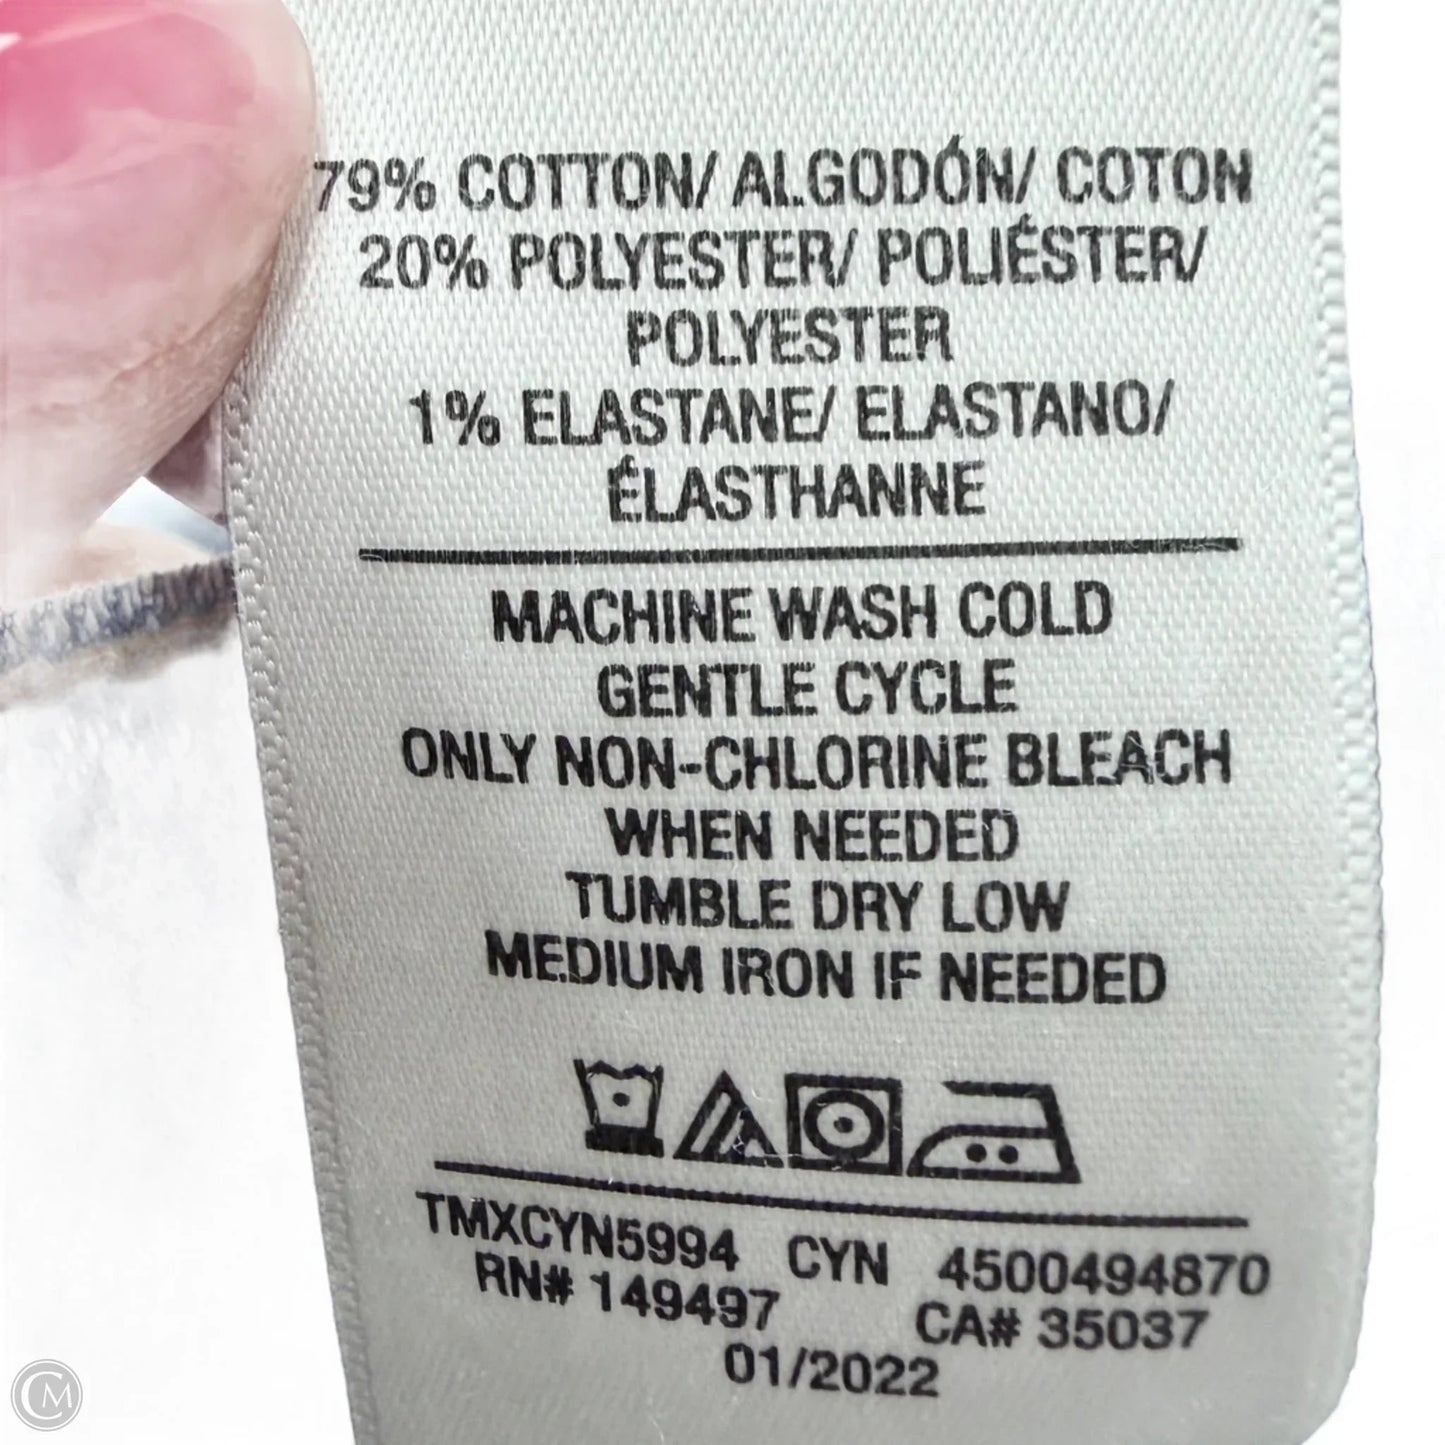 79% COTTON/ ALGODÓN/ COTON
20% POLYESTER/ POLIÉSTER/
POLYESTER
1% ELASTANE/ ELASTANO/
ÉLASTHANNE
MACHINE WASH COLD
GENTLE CYCLE
ONLY NON-CHLORINE BLEACH
WHEN NEEDED
TUMBLE DRY LOW
MEDIUM IRON IF NEEDED
TMXCYN5994 CYN 4500494870
RN# 149497 CA# 35037
01/2022
CM